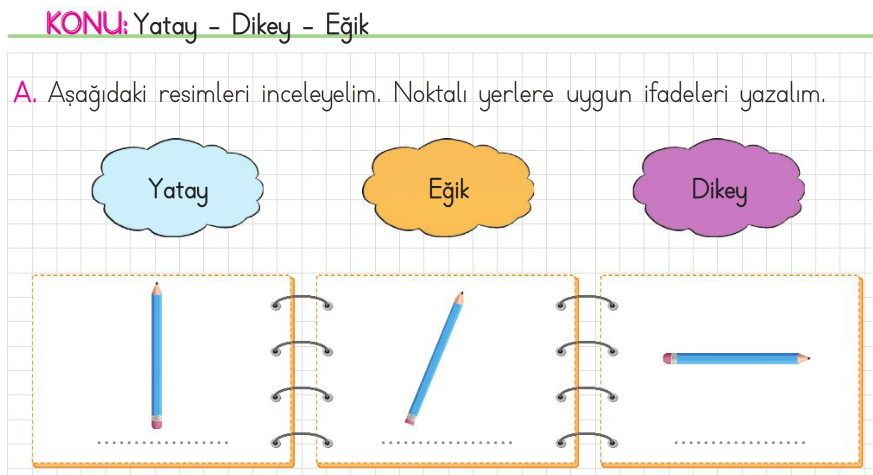 KONU: Yatay - Dikey - Eğik
A. Aşağıdaki resimleri inceleyelim. Noktalı yerlere uygun ifadeleri yazalım.
Yatay
Eğik
Dikey